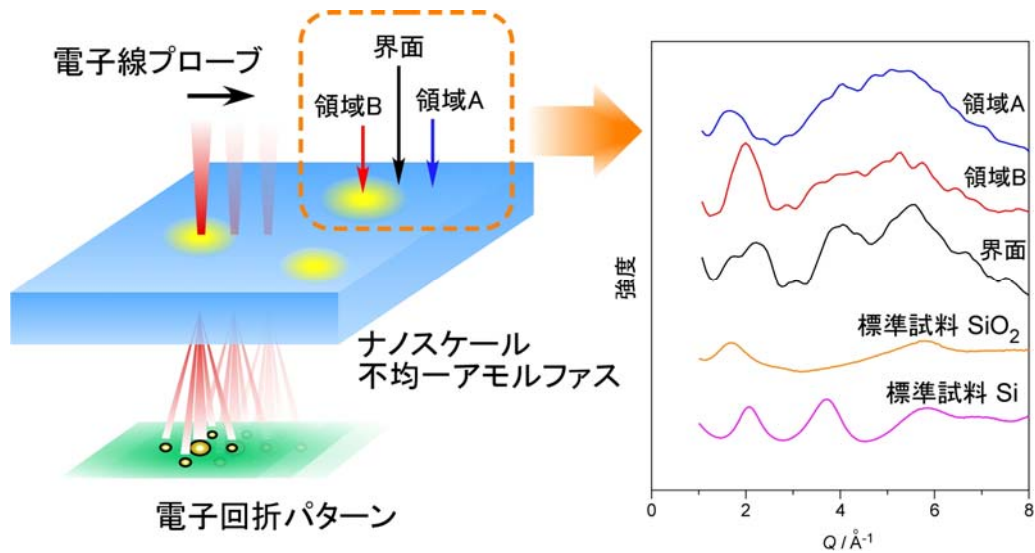 電子線プローブ
界面
領域B
領域A
ナノスケール
不均一アモルファス
電子回折パターン
領域A
領域B
界面
標準試料 SiO₂
標準試料 Si
強度
0 2 4 6 8
Q / Å⁻¹